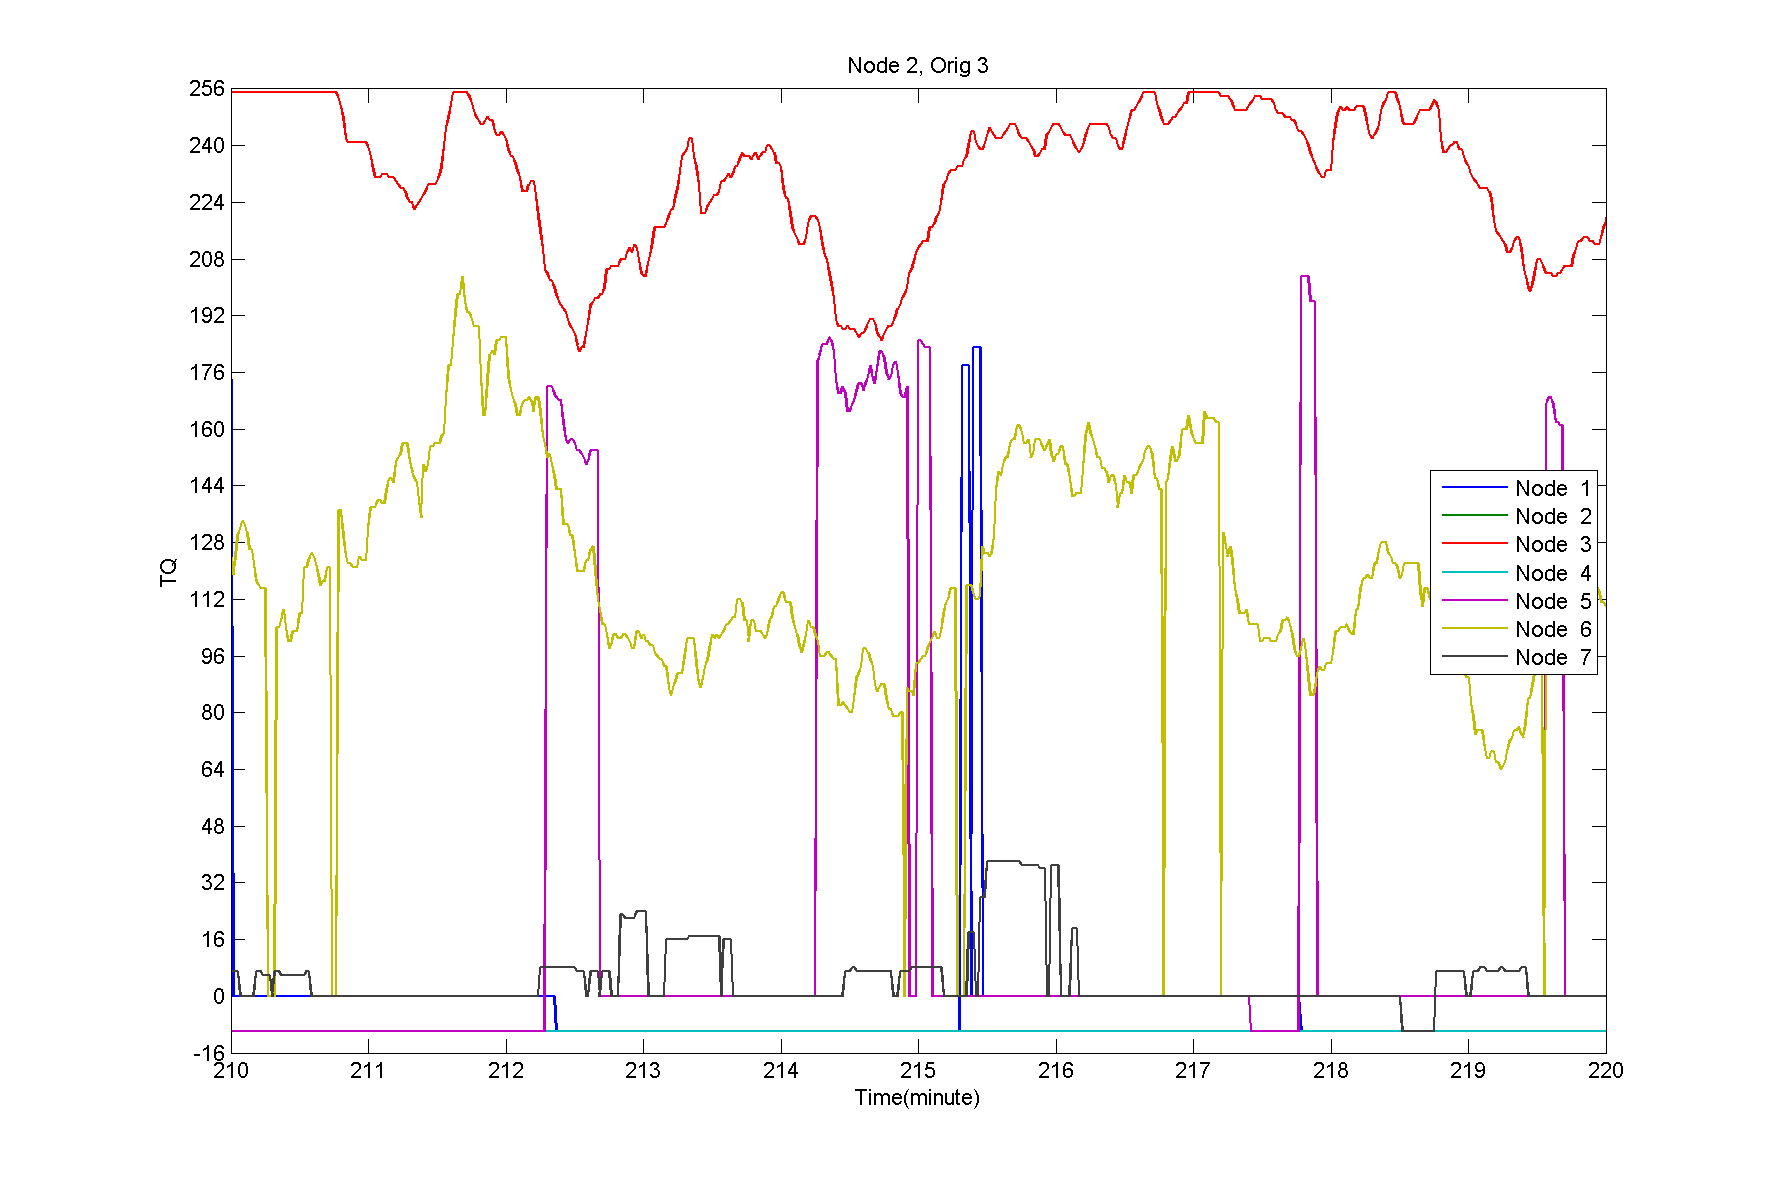 Node 2, Orig 3
256
240
224
208
192
176
160
144
128
112
96
80
64
48
32
16
0
-16
TQ
Node 1
Node 2
Node 3
Node 4
Node 5
Node 6
Node 7
210 211 212 213 214 215 216 217 218 219 220
Time(minute)